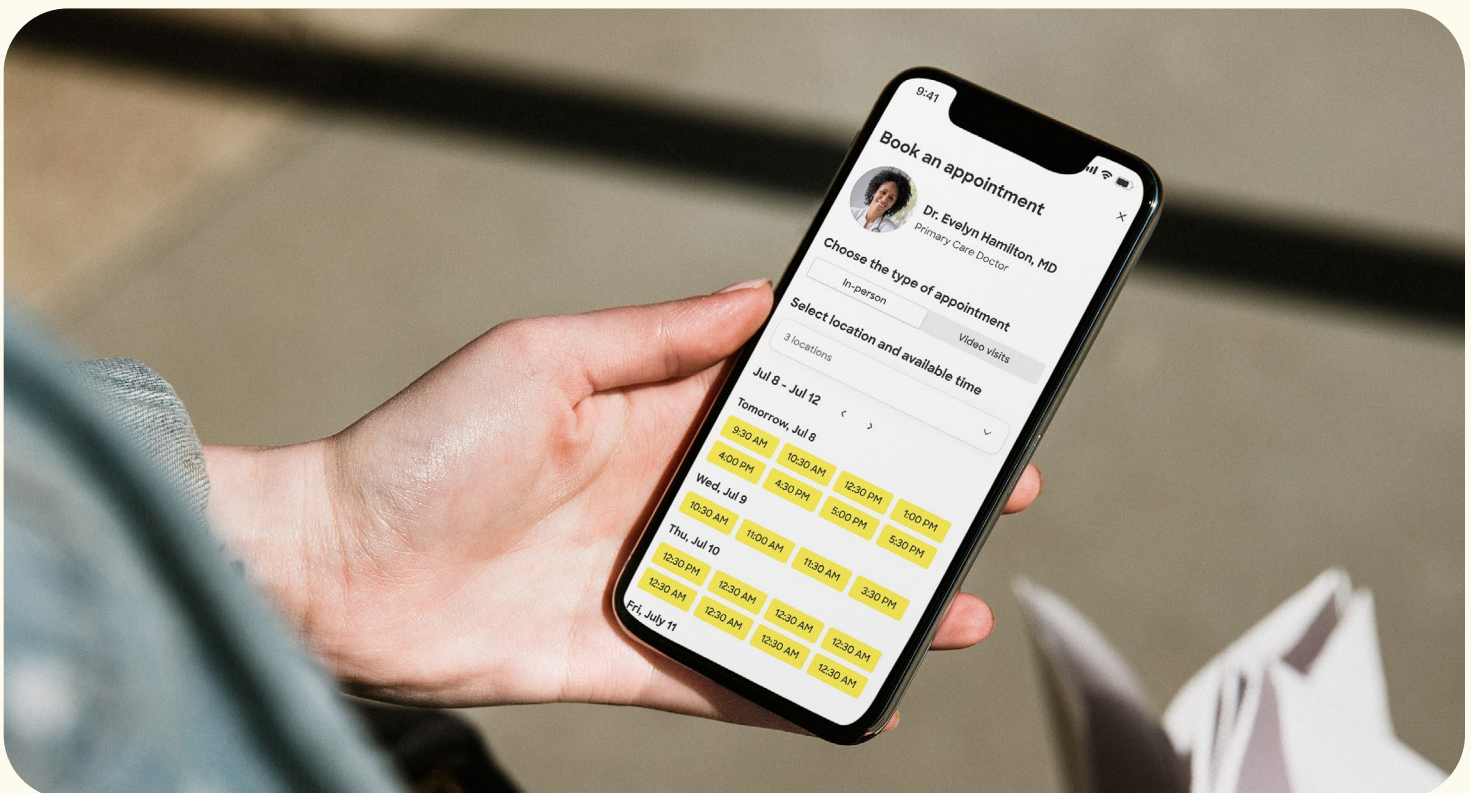 9:41
Book an appointment
Dr. Evelyn Hamilton, MD
Primary Care Doctor
Choose the type of appointment
In-person Video visits
Select location and available time
3 locations
Jul 8 - Jul 12
Tomorrow, Jul 8
9:30 AM 10:30 AM 12:30 PM 1:00 PM
4:00 PM 4:30 PM 5:00 PM 5:30 PM
Wed, Jul 9
10:30 AM 11:00 AM 11:30 AM 3:30 PM
Thu, Jul 10
12:30 PM 12:30 AM 12:30 AM 12:30 AM
12:30 AM 12:30 AM 12:30 AM 12:30 AM
Fri, July 11